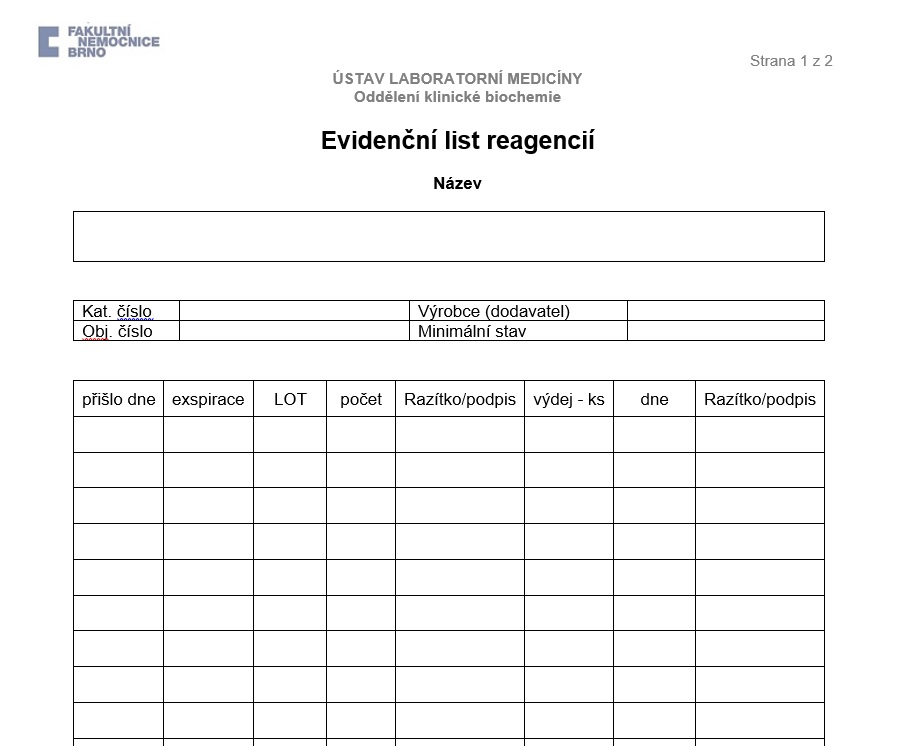 FAKULTNÍ
NEMOCNICE
BRNO
Strana 1 z 2
ÚSTAV LABORATORNÍ MEDICÍNY
Oddělení klinické biochemie
Evidenční list reagencií
Název
Kat. číslo Výrobce (dodavatel)
Obj. číslo Minimální stav
přišlo dne exspirace LOT počet Razítko/podpis výdej - ks dne Razítko/podpis